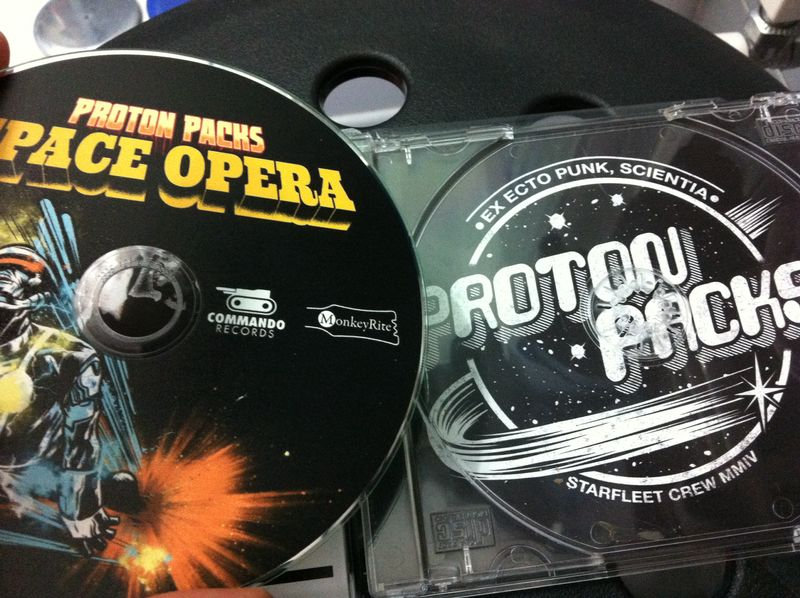 PROTON PACKS
SPACE OPERA
COMMANDO
RECORDS
MonkeyRite
EX ECTO PUNK, SCIENTIA
PROTON
PACKS
STARFLEET CREW MMIV